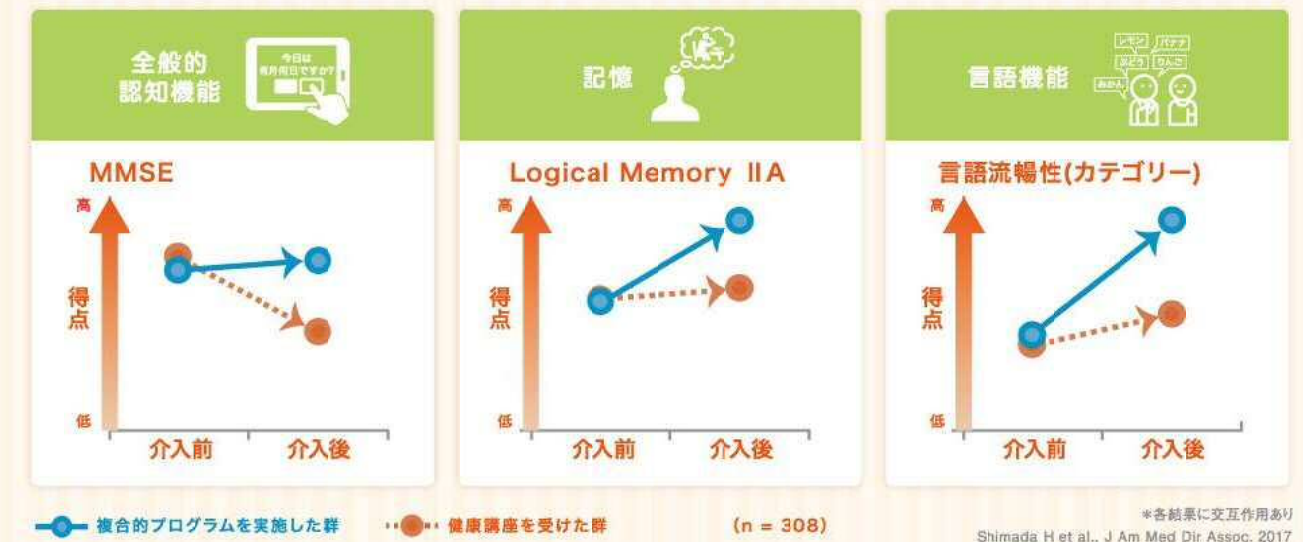 全般的
認知機能
今日は
何月何日ですか?
記憶
言語機能
レモン
バナナ
ぶどう
りんご
みかん
MMSE
高
得点
低
介入前
介入後
Logical Memory ⅡA
高
得点
低
介入前
介入後
言語流暢性(カテゴリー)
高
得点
低
介入前
介入後
複合的プログラムを実施した群
健康講座を受けた群
(n = 308)
*各結果に交互作用あり
Shimada H et al., J Am Med Dir Assoc. 2017